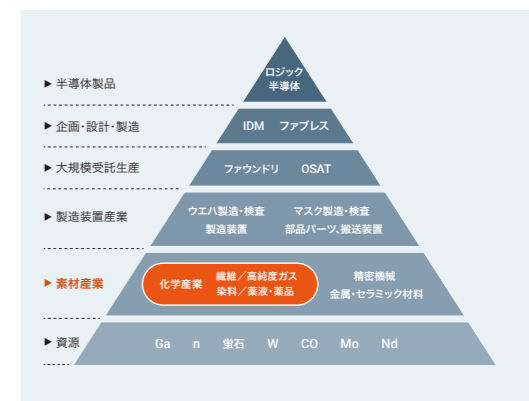 ▶ 半導体製品
ロジック
半導体
▶ 企画・設計・製造
IDM ファブレス
▶ 大規模受託生産
ファウンドリ OSAT
▶ 製造装置産業
ウエハ製造・検査 マスク製造・検査
製造装置 部品パーツ、搬送装置
▶ 素材産業
化学産業
繊維／高純度ガス
染料／薬液・薬品
精密機械
金属・セラミック材料
▶ 資源
Ga n 蛍石 W CO Mo Nd